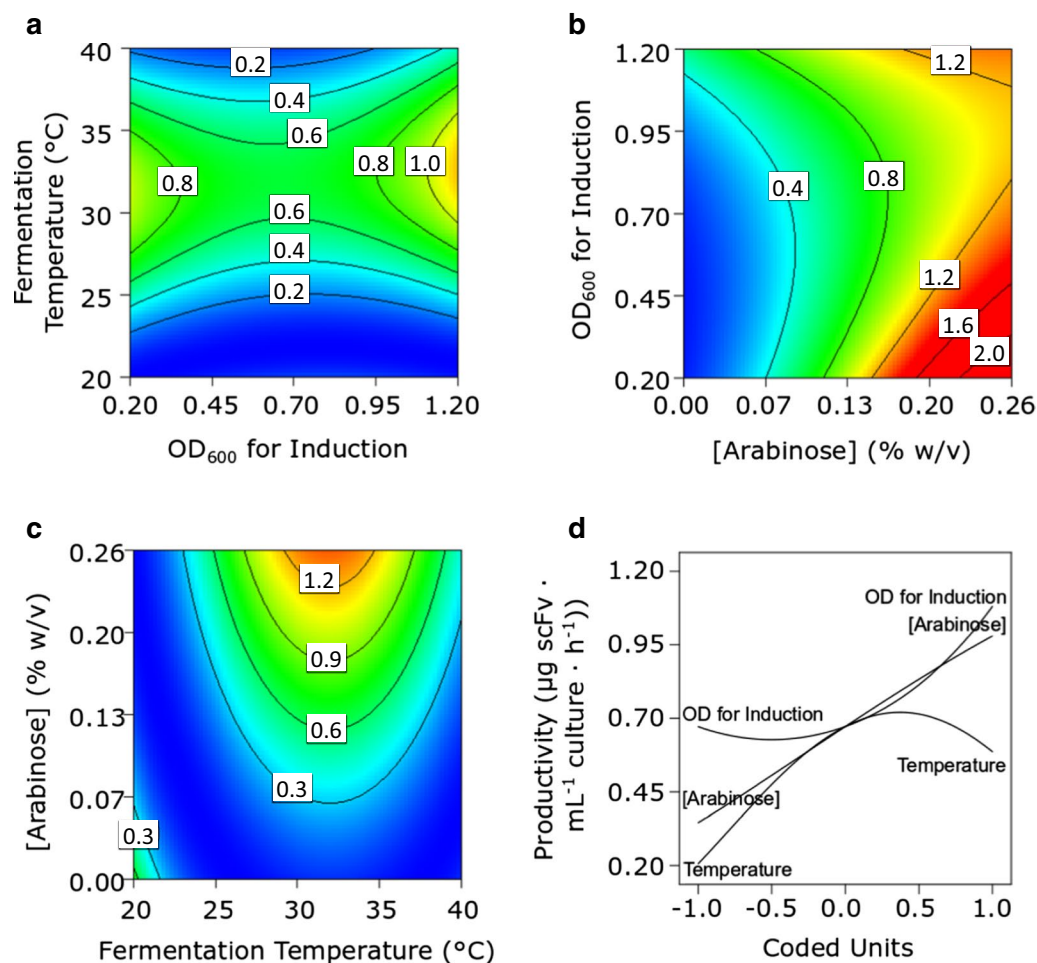 a
40
35
30
25
20
Fermentation
Temperature (°C)
0.2
0.4
0.6
0.8
0.8
1.0
0.6
0.4
0.2
0.20 0.45 0.70 0.95 1.20
OD600 for Induction
b
1.20
0.95
0.70
0.45
0.20
OD600 for Induction
1.2
0.4
0.8
1.2
1.6
2.0
0.00 0.07 0.13 0.20 0.26
[Arabinose] (% w/v)
c
0.26
0.20
0.13
0.07
0.00
[Arabinose] (% w/v)
1.2
0.9
0.6
0.3
0.3
20 25 30 35 40
Fermentation Temperature (°C)
d
1.20
0.95
0.70
0.45
0.20
Productivity (µg scFv ·
mL⁻¹ culture · h⁻¹))
OD for Induction
[Arabinose]
OD for Induction
Temperature
[Arabinose]
Temperature
-1.0 -0.5 0.0 0.5 1.0
Coded Units